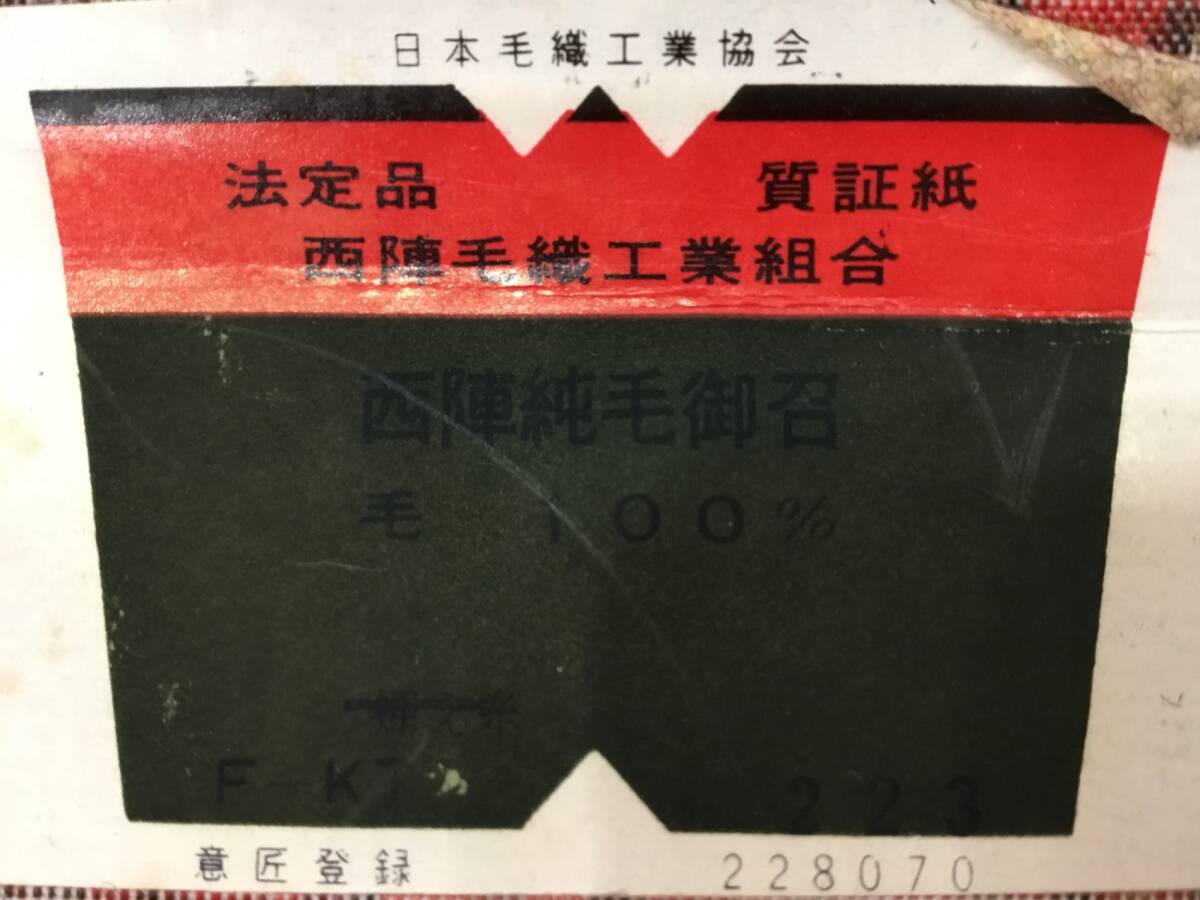 日本毛織工業協会
法定品 質証紙
西陣毛織工業組合
西陣純毛御召
毛 100%
F-K7 223
意匠登録 228070